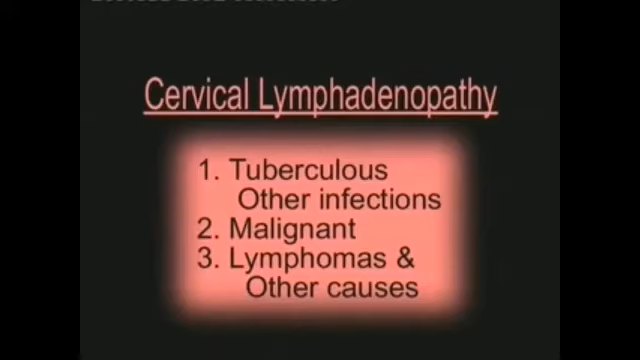 Cervical Lymphadenopathy
1. Tuberculous
Other infections
2. Malignant
3. Lymphomas &
Other causes